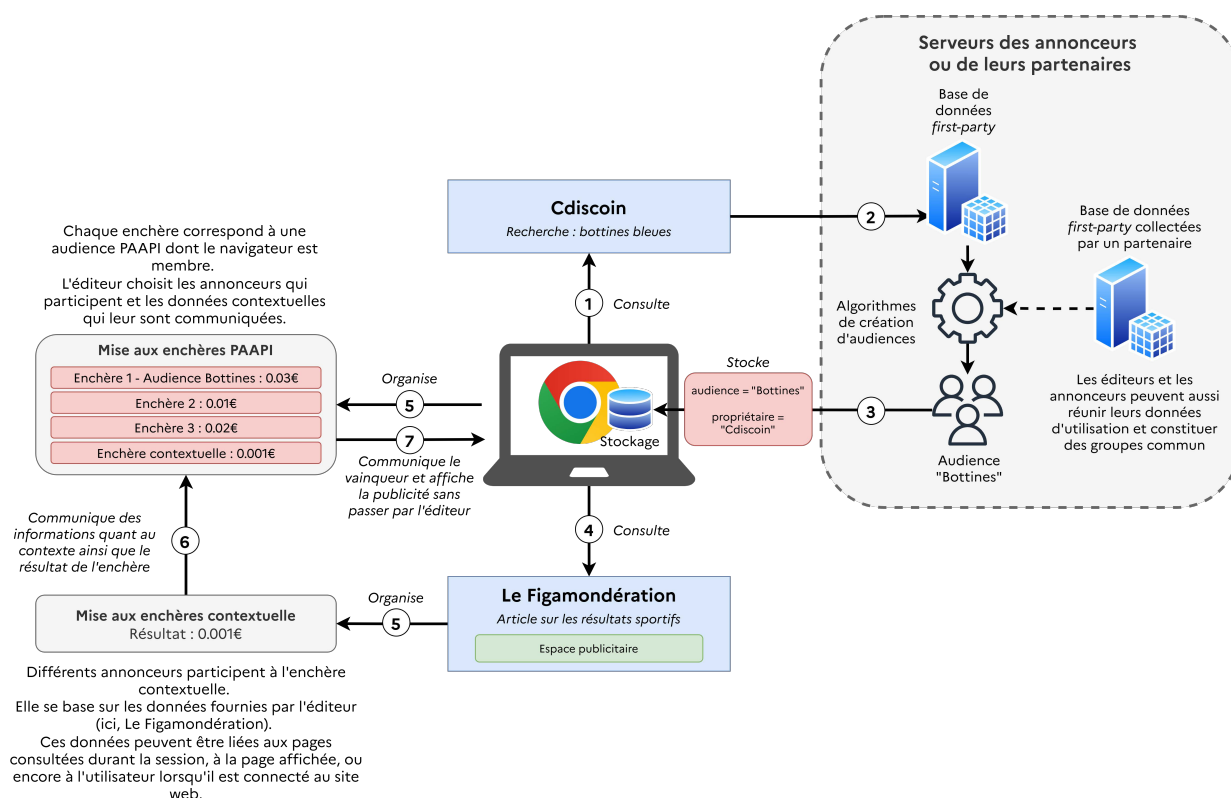 Serveurs des annonceurs
ou de leurs partenaires
Base de
données
first-party
Cdiscoin
Recherche : bottines bleues
2
Base de données
first-party collectées
par un partenaire
Chaque enchère correspond à une
audience PAAPI dont le navigateur est
membre.
L'éditeur choisit les annonceurs qui
participent et les données contextuelles
qui leur sont communiquées.
1
Consulte
Algorithmes
de création
d'audiences
Mise aux enchères PAAPI
Enchère 1 - Audience Bottines : 0.03€
Enchère 2 : 0.01€
Enchère 3 : 0.02€
Enchère contextuelle : 0.001€
Organise
5
7
Communique le
vainqueur et affiche
la publicité sans
passer par l'éditeur
Stockage
Stocke
audience = "Bottines"
propriétaire =
"Cdiscoin"
3
Audience
"Bottines"
Les éditeurs et les
annonceurs peuvent aussi
réunir leurs données
d'utilisation et constituer
des groupes commun
Communique des
informations quant au
contexte ainsi que le
résultat de l'enchère
6
4
Consulte
Le Figamondération
Article sur les résultats sportifs
Espace publicitaire
Organise
5
Mise aux enchères contextuelle
Résultat : 0.001€
Différents annonceurs participent à l'enchère
contextuelle.
Elle se base sur les données fournies par l'éditeur
(ici, Le Figamondération).
Ces données peuvent être liées aux pages
consultées durant la session, à la page affichée, ou
encore à l'utilisateur lorsqu'il est connecté au site
web.